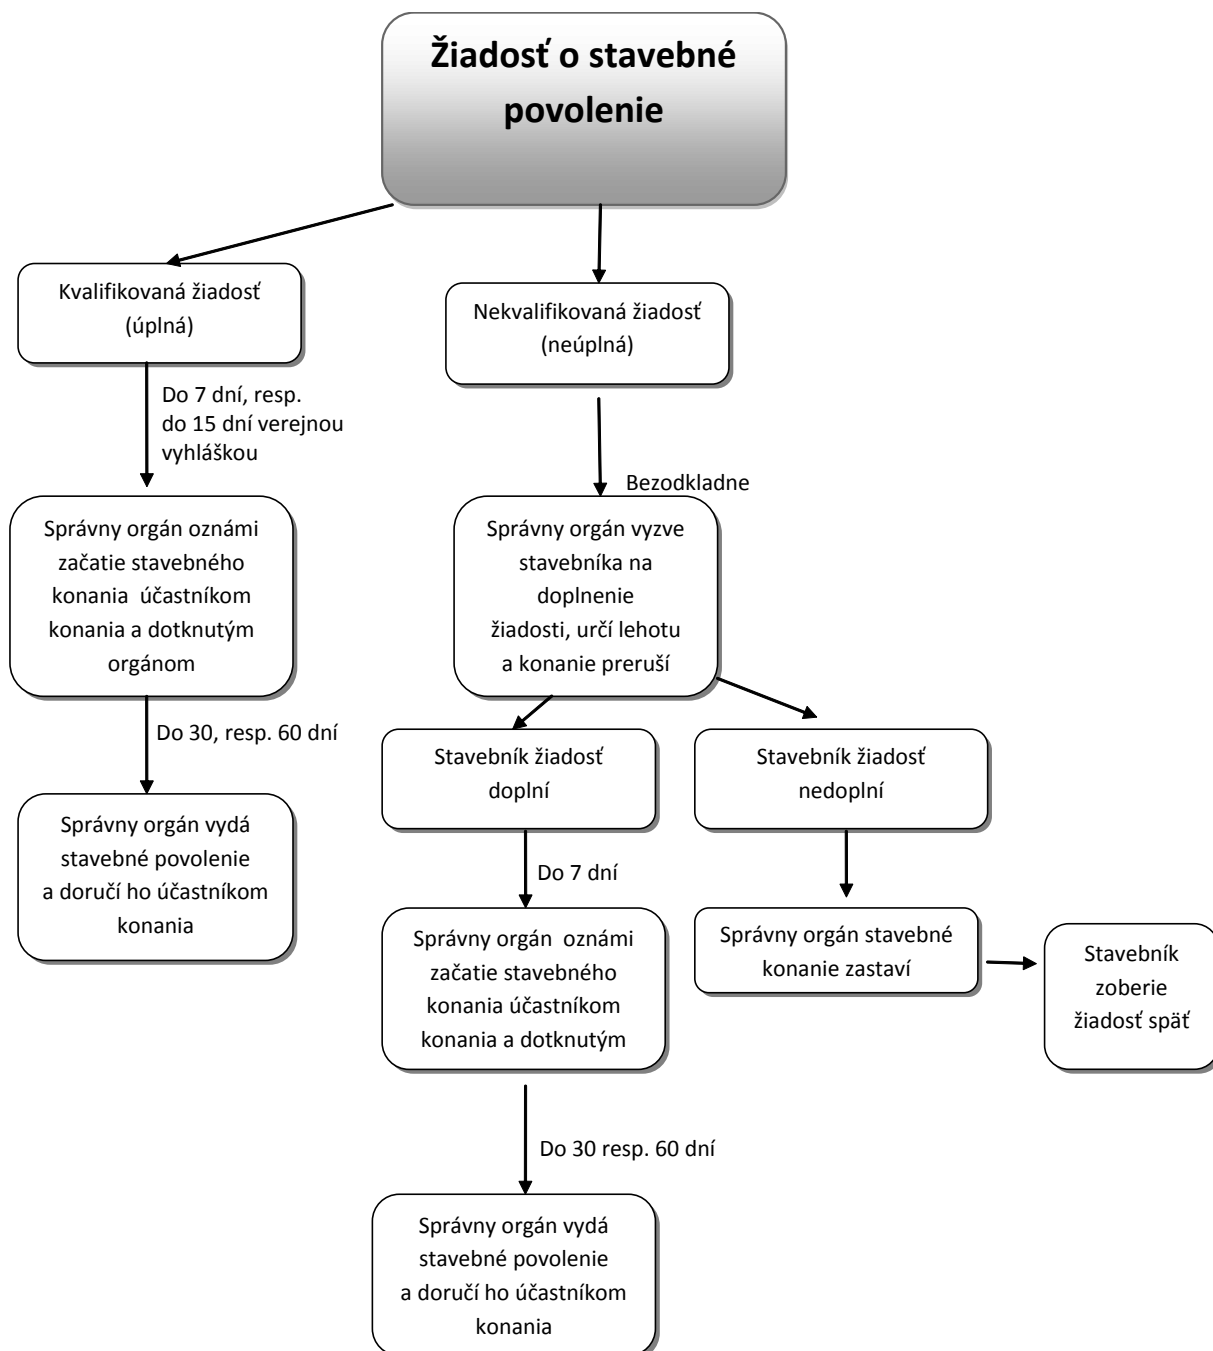 Žiadosť o stavebné
povolenie
Kvalifikovaná žiadosť
(úplná)
Nekvalifikovaná žiadosť
(neúplná)
Do 7 dní, resp.
do 15 dní verejnou
vyhláškou
Bezodkladne
Správny orgán oznámi
začatie stavebného
konania účastníkom
konania a dotknutým
orgánom
Správny orgán vyzve
stavebníka na
doplnenie
žiadosti, určí lehotu
a konanie preruší
Do 30, resp. 60 dní
Stavebník žiadosť
doplní
Stavebník žiadosť
nedoplní
Správny orgán vydá
stavebné povolenie
a doručí ho účastníkom
konania
Do 7 dní
Správny orgán oznámi
začatie stavebného
konania účastníkom
konania a dotknutým
Správny orgán stavebné
konanie zastaví
Stavebník
zoberie
žiadosť späť
Do 30 resp. 60 dní
Správny orgán vydá
stavebné povolenie
a doručí ho účastníkom
konania